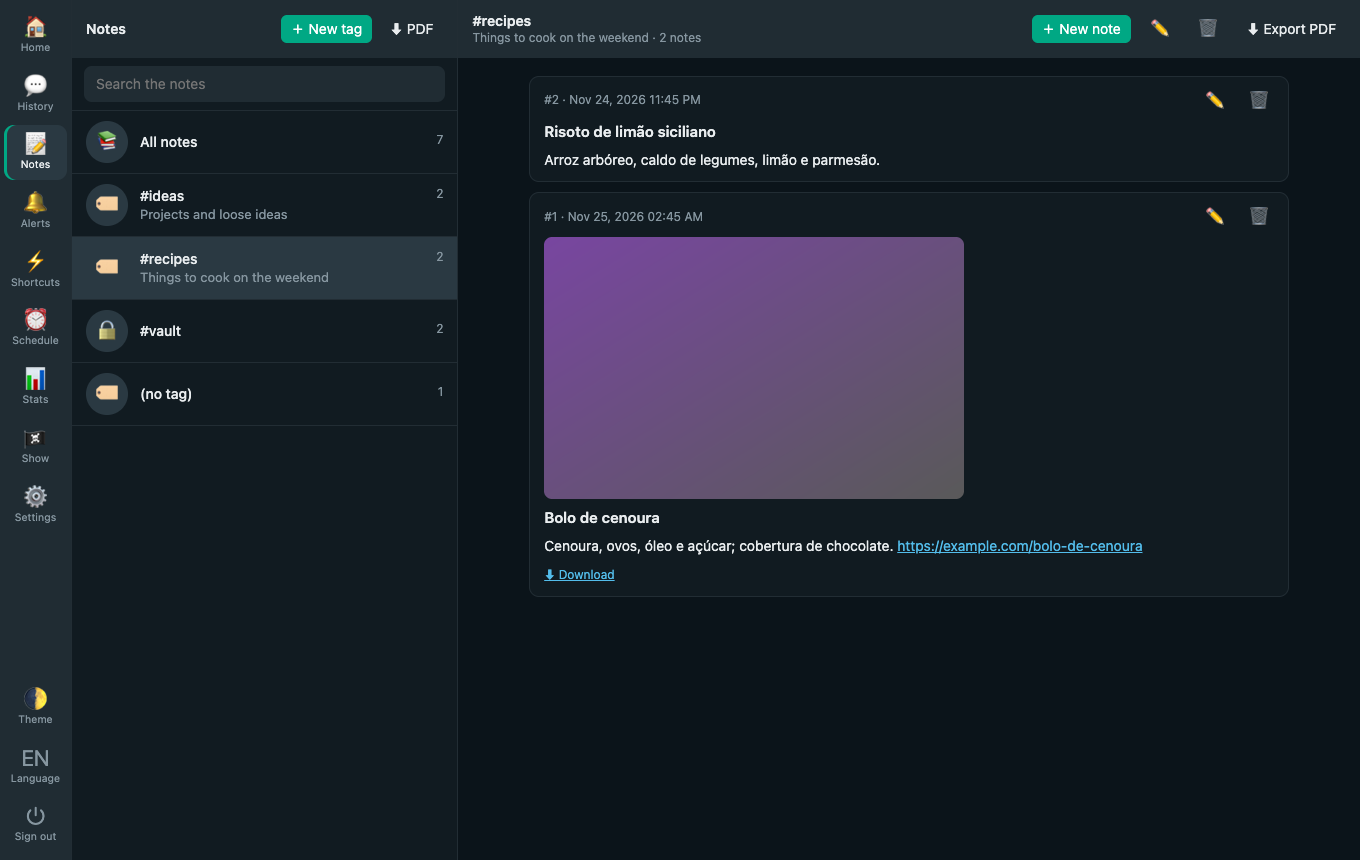 Home
History
Notes
Alerts
Shortcuts
Schedule
Stats
Show
Settings
Theme
EN
Language
Sign out
Notes
+ New tag
⬇ PDF
Search the notes
All notes
7
#ideas
2
Projects and loose ideas
#recipes
2
Things to cook on the weekend
#vault
2
(no tag)
1
#recipes
Things to cook on the weekend · 2 notes
+ New note
⬇ Export PDF
#2 · Nov 24, 2026 11:45 PM
Risoto de limão siciliano
Arroz arbóreo, caldo de legumes, limão e parmesão.
#1 · Nov 25, 2026 02:45 AM
Bolo de cenoura
Cenoura, ovos, óleo e açúcar; cobertura de chocolate. https://example.com/bolo-de-cenoura
⬇ Download